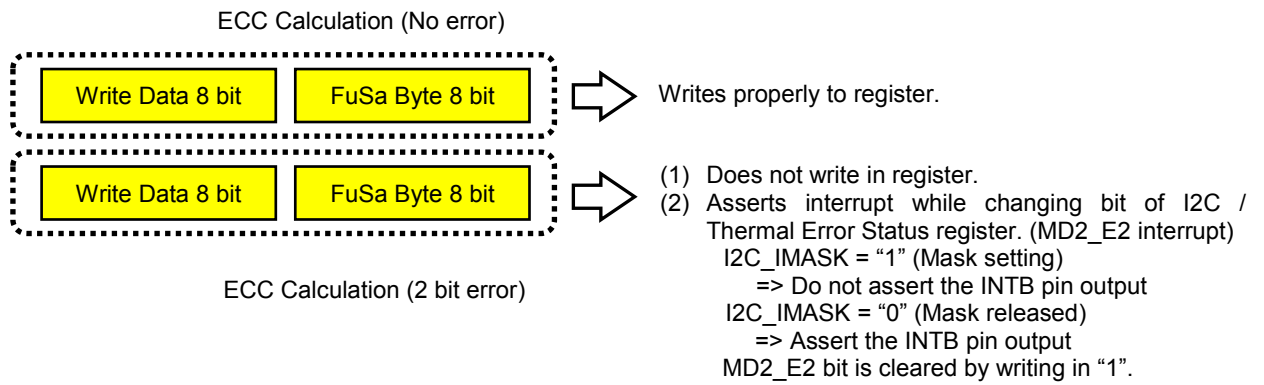 ECC Calculation (No error)
Write Data 8 bit
FuSa Byte 8 bit
Writes properly to register.
Write Data 8 bit
FuSa Byte 8 bit
(1) Does not write in register.
(2) Asserts interrupt while changing bit of I2C /
Thermal Error Status register. (MD2_E2 interrupt)
I2C_IMASK = “1” (Mask setting)
=> Do not assert the INTB pin output
I2C_IMASK = “0” (Mask released)
=> Assert the INTB pin output
MD2_E2 bit is cleared by writing in “1”.
ECC Calculation (2 bit error)